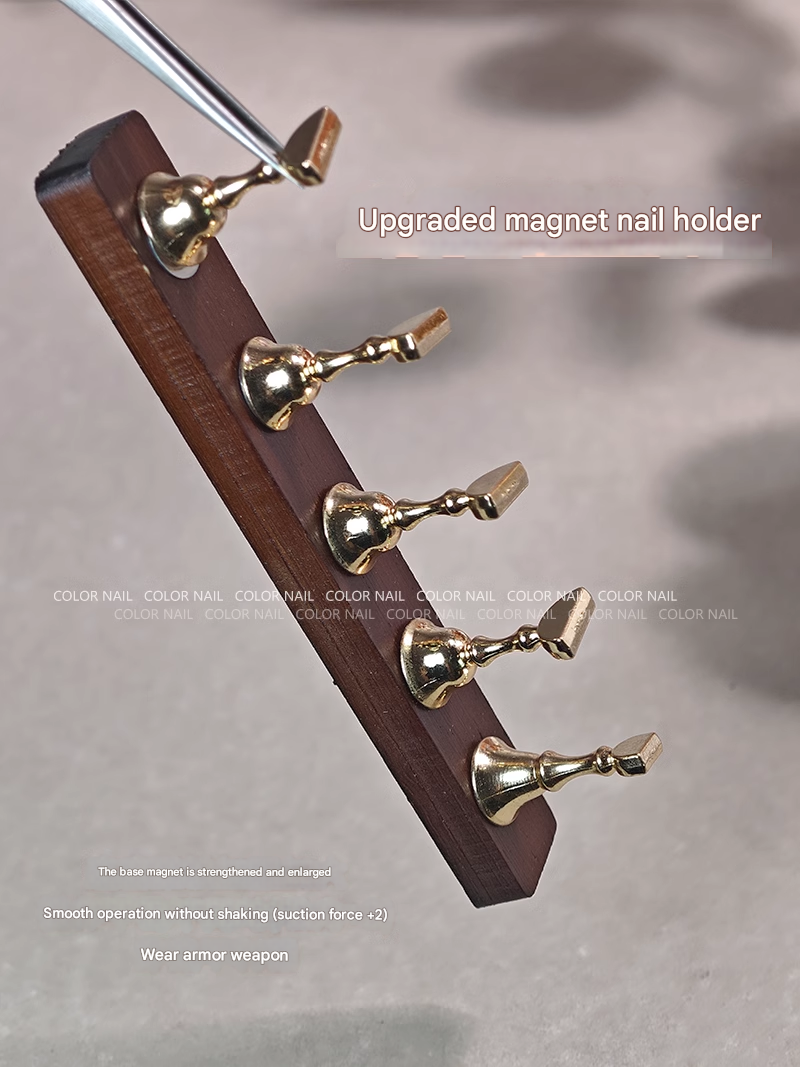 Upgraded magnet nail holder
COLOR NAIL COLOR NAIL COLOR NAIL COLOR NAIL COLOR NAIL COLOR NAIL COLOR NAIL
COLOR NAIL COLOR NAIL COLOR NAIL COLOR NAIL COLOR NAIL COLOR NAIL COLOR NAIL
The base magnet is strengthened and enlarged
Smooth operation without shaking (suction force +2)
Wear armor weapon